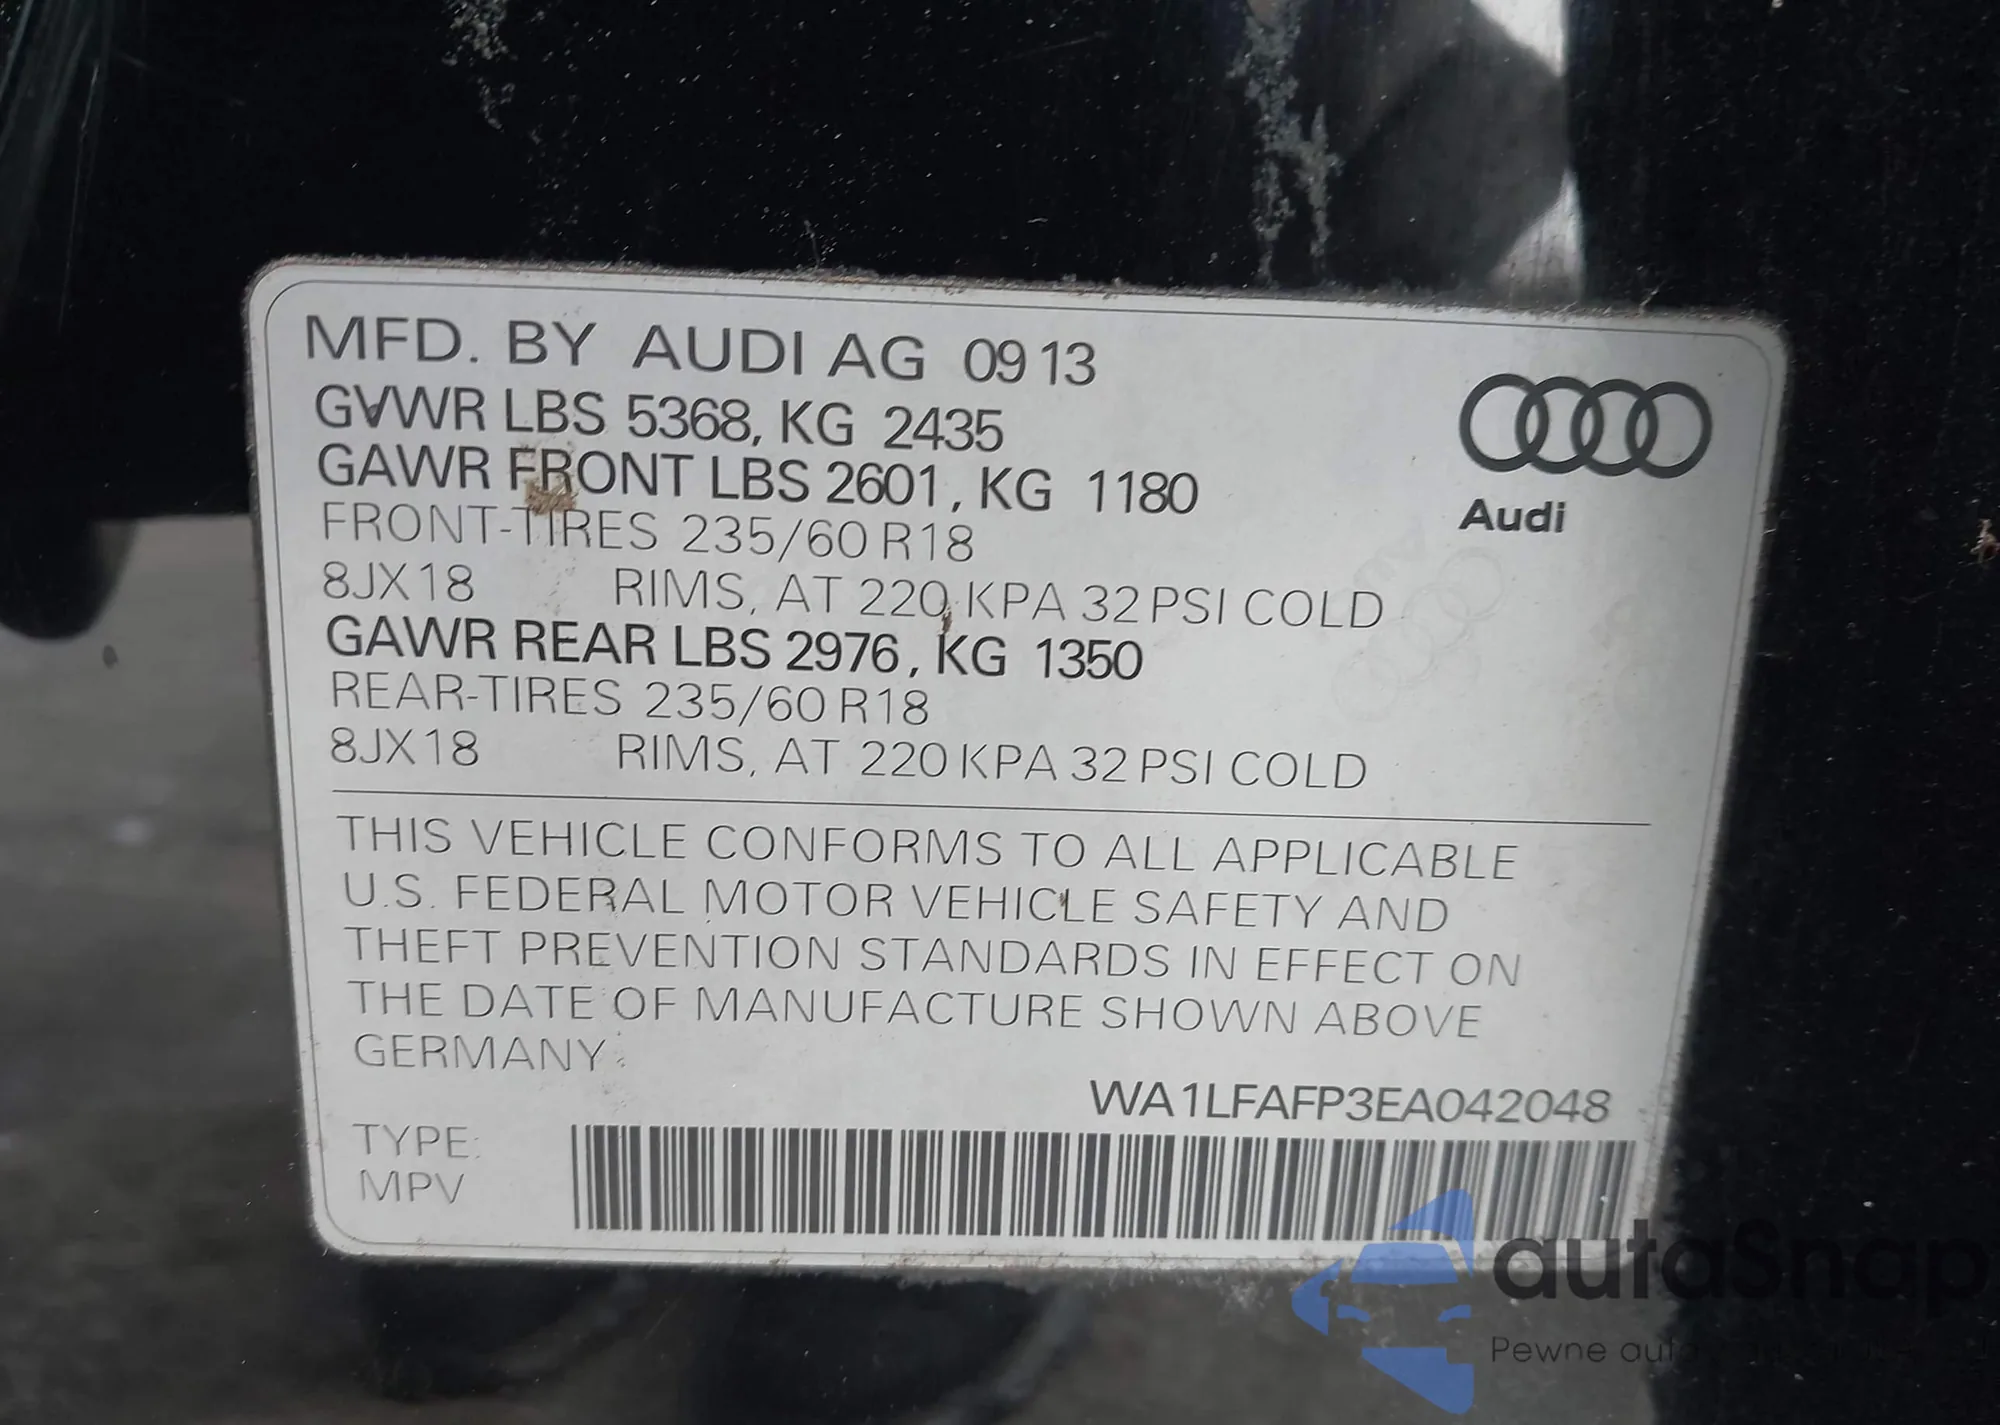 MFD. BY AUDI AG 09 13
GVWR LBS 5368, KG 2435
GAWR FRONT LBS 2601, KG 1180
FRONT-TIRES 235/60 R18
8JX18 RIMS, AT 220 KPA 32 PSI COLD
GAWR REAR LBS 2976, KG 1350
REAR-TIRES 235/60 R18
8JX18 RIMS, AT 220 KPA 32 PSI COLD
Audi
THIS VEHICLE CONFORMS TO ALL APPLICABLE
U.S. FEDERAL MOTOR VEHICLE SAFETY AND
THEFT PREVENTION STANDARDS IN EFFECT ON
THE DATE OF MANUFACTURE SHOWN ABOVE
GERMANY
WA1LFAFP3EA042048
TYPE:
MPV
autaSnap
Pewne